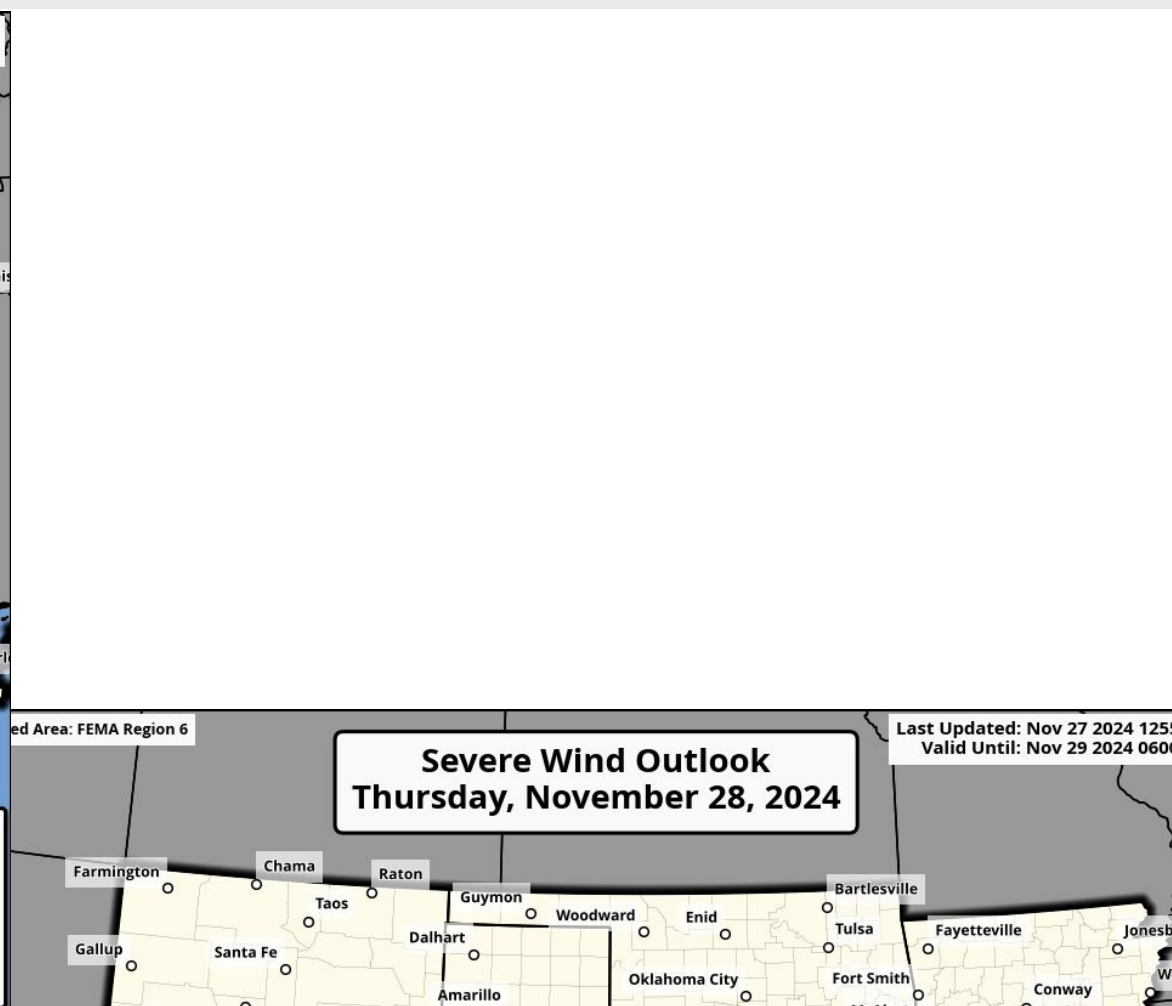 ed Area: FEMA Region 6
Severe Wind Outlook
Thursday, November 28, 2024
Last Updated: Nov 27 2024 125
Valid Until: Nov 29 2024 060
Farmington
Chama
Raton
Taos
Guymon
Woodward
Enid
Bartlesville
Tulsa
Fayetteville
Jonesb
Gallup
Santa Fe
Dalhart
Oklahoma City
Fort Smith
Amarillo
Conway
W